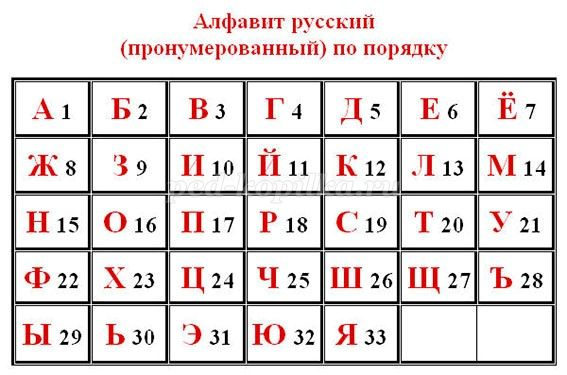 Алфавит русский
(пронумерованный) по порядку
А 1 Б 2 В 3 Г 4 Д 5 Е 6 Ё 7
Ж 8 З 9 И 10 Й 11 К 12 Л 13 М 14
ped-kopilka.ru
Н 15 О 16 П 17 Р 18 С 19 Т 20 У 21
Ф 22 Х 23 Ц 24 Ч 25 Ш 26 Щ 27 Ъ 28
Ы 29 Ь 30 Э 31 Ю 32 Я 33